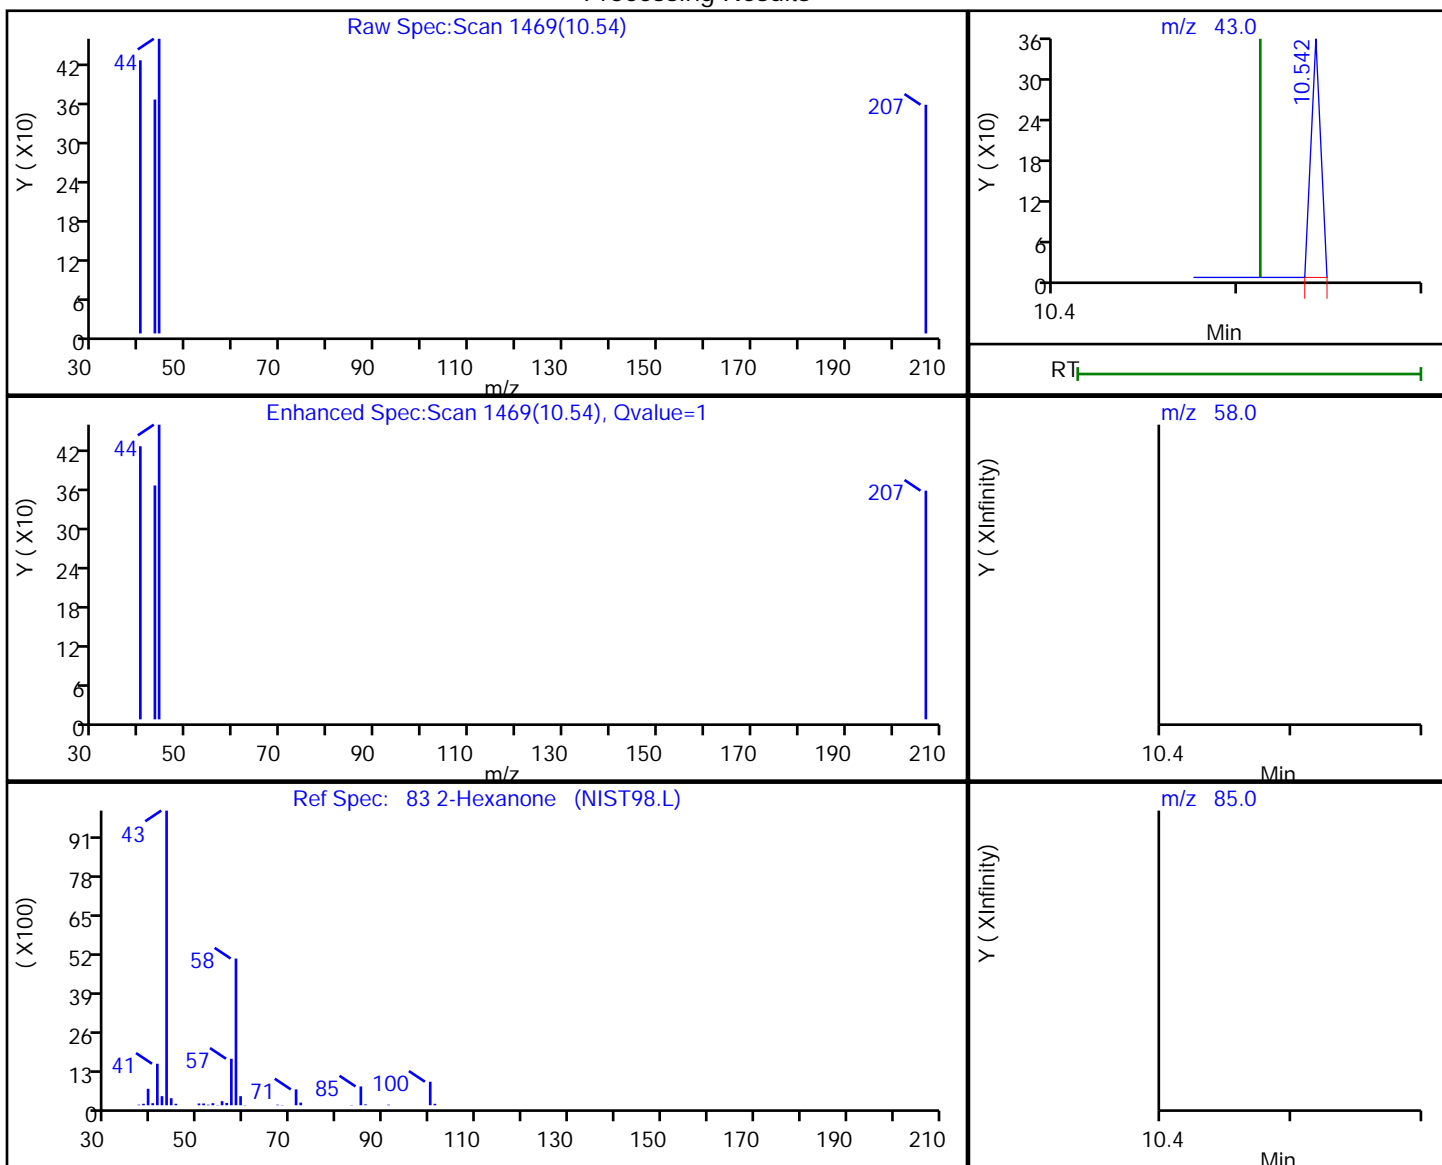 Processing Results
Raw Spec:Scan 1469(10.54)
Y ( X10)
42
36
30
24
18
12
6
0
44
207
30 50 70 90 110 130 150 170 190 210
m/z
m/z 43.0
Y ( X10)
36
30
24
18
12
6
0
10.542
10.4
Min
RT
Enhanced Spec:Scan 1469(10.54), Qvalue=1
Y ( X10)
42
36
30
24
18
12
6
0
44
207
30 50 70 90 110 130 150 170 190 210
m/z
m/z 58.0
Y ( XInfinity)
10.4
Min
Ref Spec: 83 2-Hexanone (NIST98.L)
( X100)
91
78
65
52
39
26
13
0
43
58
41
57
71
85
100
30 50 70 90 110 130 150 170 190 210
m/z 85.0
Y ( XInfinity)
10.4
Min